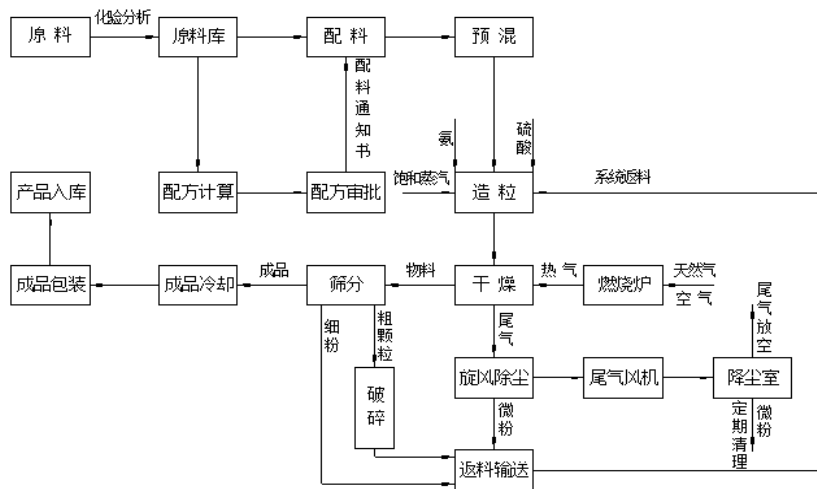 化验分析
原料
原料库
配料
预混
配料通知书
氨
硫酸
产品入库
配方计算
配方审批
饱和蒸汽
造粒
系统返料
成品
物料
热气
天然气
成品包装
成品冷却
筛分
干燥
燃烧炉
空气
细粉
粗颗粒
尾气
尾气放空
破碎
旋风除尘
尾气风机
降尘室
微粉
定期清理
微粉
返料输送